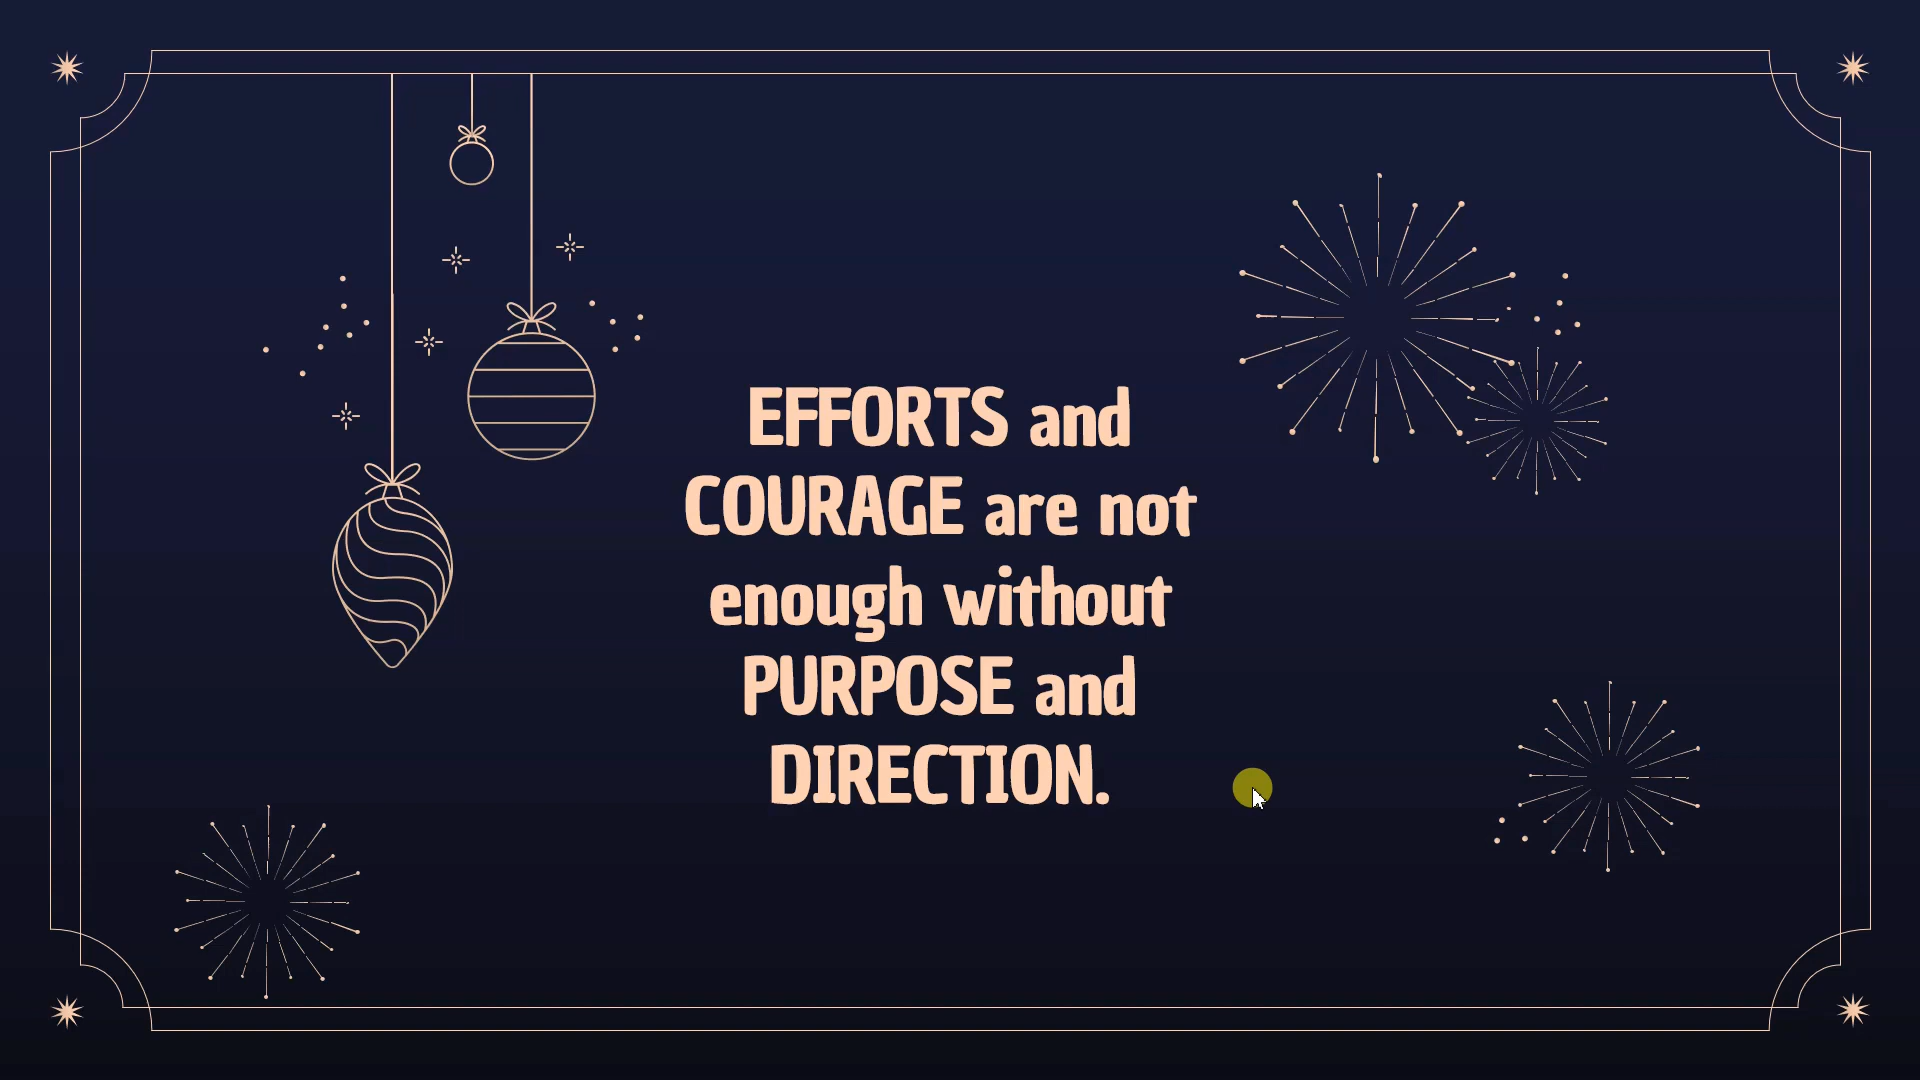 EFFORTS and
COURAGE are not
enough without
PURPOSE and
DIRECTION.